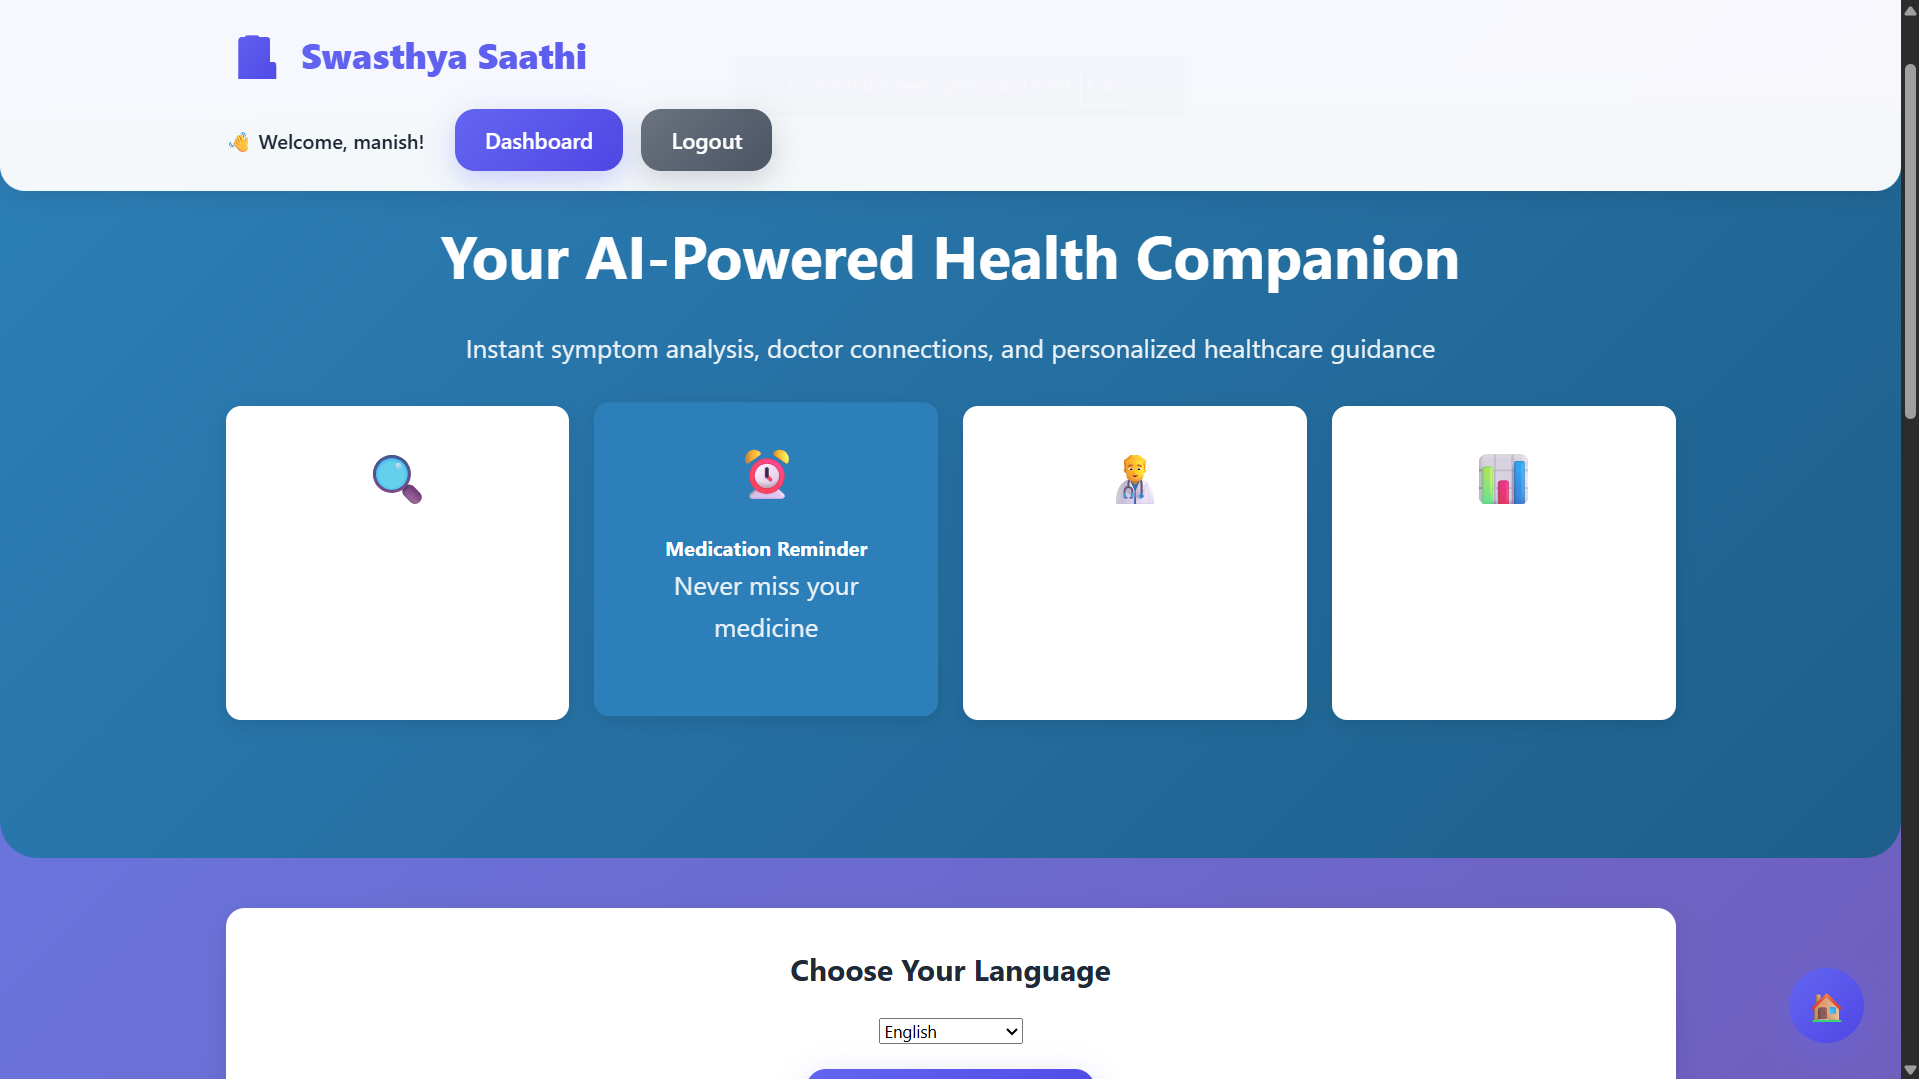 Swasthya Saathi
Welcome, manish!
Dashboard
Logout
Your AI-Powered Health Companion
Instant symptom analysis, doctor connections, and personalized healthcare guidance
Medication Reminder
Never miss your
medicine
Choose Your Language
English